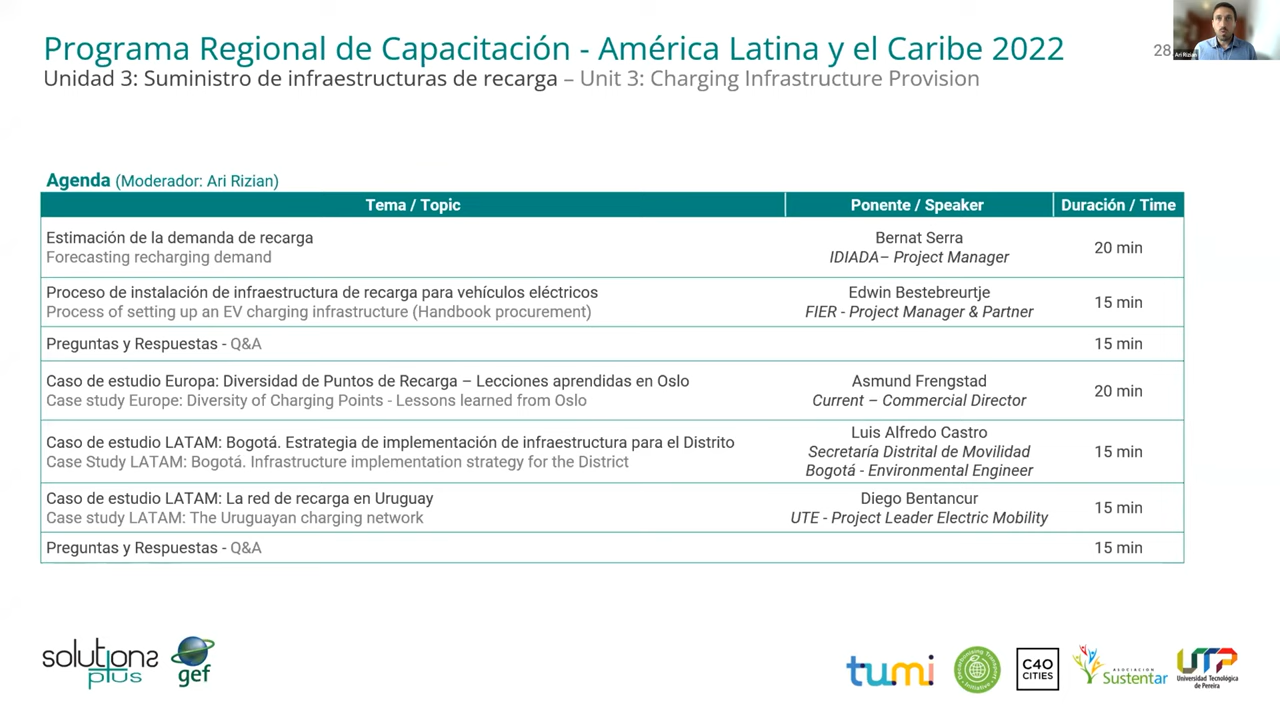 Programa Regional de Capacitación - América Latina y el Caribe 2022
28
Ari Rizian
Unidad 3: Suministro de infraestructuras de recarga – Unit 3: Charging Infrastructure Provision
Agenda (Moderador: Ari Rizian)
Tema / Topic Ponente / Speaker Duración / Time
Estimación de la demanda de recarga
Forecasting recharging demand
Bernat Serra
IDIADA– Project Manager
20 min
Proceso de instalación de infraestructura de recarga para vehículos eléctricos
Process of setting up an EV charging infrastructure (Handbook procurement)
Edwin Bestebreurtje
FIER - Project Manager & Partner
15 min
Preguntas y Respuestas - Q&A
15 min
Caso de estudio Europa: Diversidad de Puntos de Recarga – Lecciones aprendidas en Oslo
Case study Europe: Diversity of Charging Points - Lessons learned from Oslo
Asmund Frengstad
Current – Commercial Director
20 min
Caso de estudio LATAM: Bogotá. Estrategia de implementación de infraestructura para el Distrito
Case Study LATAM: Bogotá. Infrastructure implementation strategy for the District
Luis Alfredo Castro
Secretaría Distrital de Movilidad
Bogotá - Environmental Engineer
15 min
Caso de estudio LATAM: La red de recarga en Uruguay
Case study LATAM: The Uruguayan charging network
Diego Bentancur
UTE - Project Leader Electric Mobility
15 min
Preguntas y Respuestas - Q&A
15 min
solutions
plus
gef
tumi
Decarbonising Transport
Initiative
C40
CITIES
ASOCIACIÓN
Sustentar
UTP
Universidad Tecnológica
de Pereira